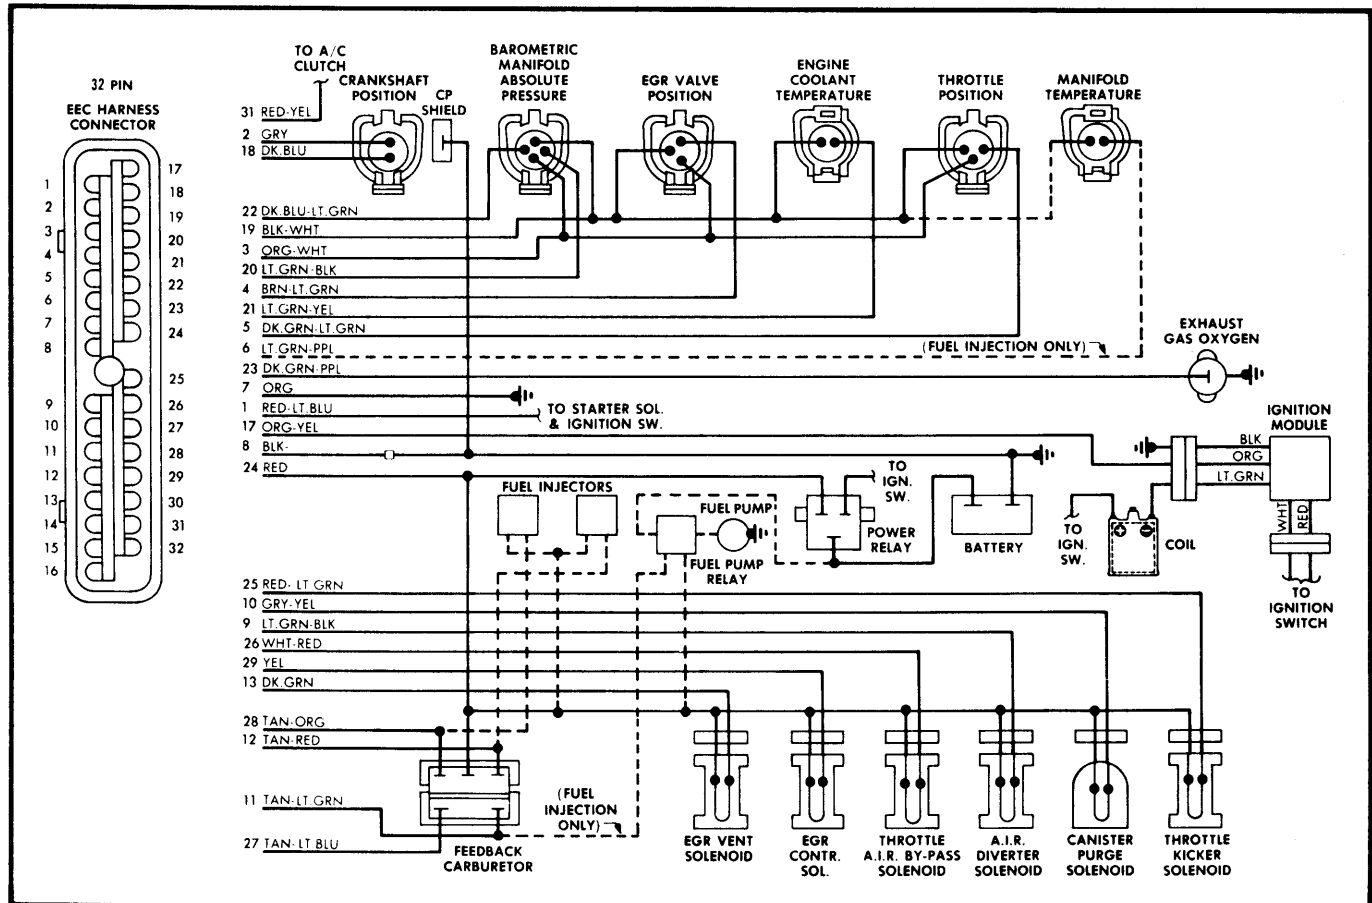 32 PIN
EEC HARNESS
CONNECTOR
1
2
3
4
5
6
7
8
9
10
11
12
13
14
15
16
17
18
19
20
21
22
23
24
25
26
27
28
29
30
31
32
TO A/C
CLUTCH
CRANKSHAFT
POSITION
CP
SHIELD
BAROMETRIC
MANIFOLD
ABSOLUTE
PRESSURE
EGR VALVE
POSITION
ENGINE
COOLANT
TEMPERATURE
THROTTLE
POSITION
MANIFOLD
TEMPERATURE
31 RED-YEL
2 GRY
18 DK.BLU
22 DK.BLU-LT.GRN
19 BLK-WHT
3 ORG-WHT
20 LT.GRN-BLK
4 BRN-LT.GRN
21 LT.GRN-YEL
5 DK.GRN-LT.GRN
6 LT.GRN-PPL
(FUEL INJECTION ONLY)
23 DK.GRN-PPL
7 ORG
1 RED-LT.BLU
TO STARTER SOL.
& IGNITION SW.
17 ORG-YEL
8 BLK-
24 RED
EXHAUST
GAS OXYGEN
IGNITION
MODULE
BLK
ORG
LT.GRN
WHT
RED
TO
IGNITION
SWITCH
FUEL INJECTORS
FUEL PUMP
FUEL PUMP
RELAY
TO
IGN.
SW.
POWER
RELAY
BATTERY
TO
IGN.
SW.
COIL
25 RED-LT GRN
10 GRY-YEL
9 LT.GRN-BLK
26 WHT-RED
29 YEL
13 DK.GRN
28 TAN-ORG
12 TAN-RED
11 TAN-LT.GRN
27 TAN-LT BLU
FEEDBACK
CARBURETOR
(FUEL
INJECTION
ONLY)
EGR VENT
SOLENOID
EGR
CONTR.
SOL.
THROTTLE
A.I.R. BY-PASS
SOLENOID
A.I.R.
DIVERTER
SOLENOID
CANISTER
PURGE
SOLENOID
THROTTLE
KICKER
SOLENOID